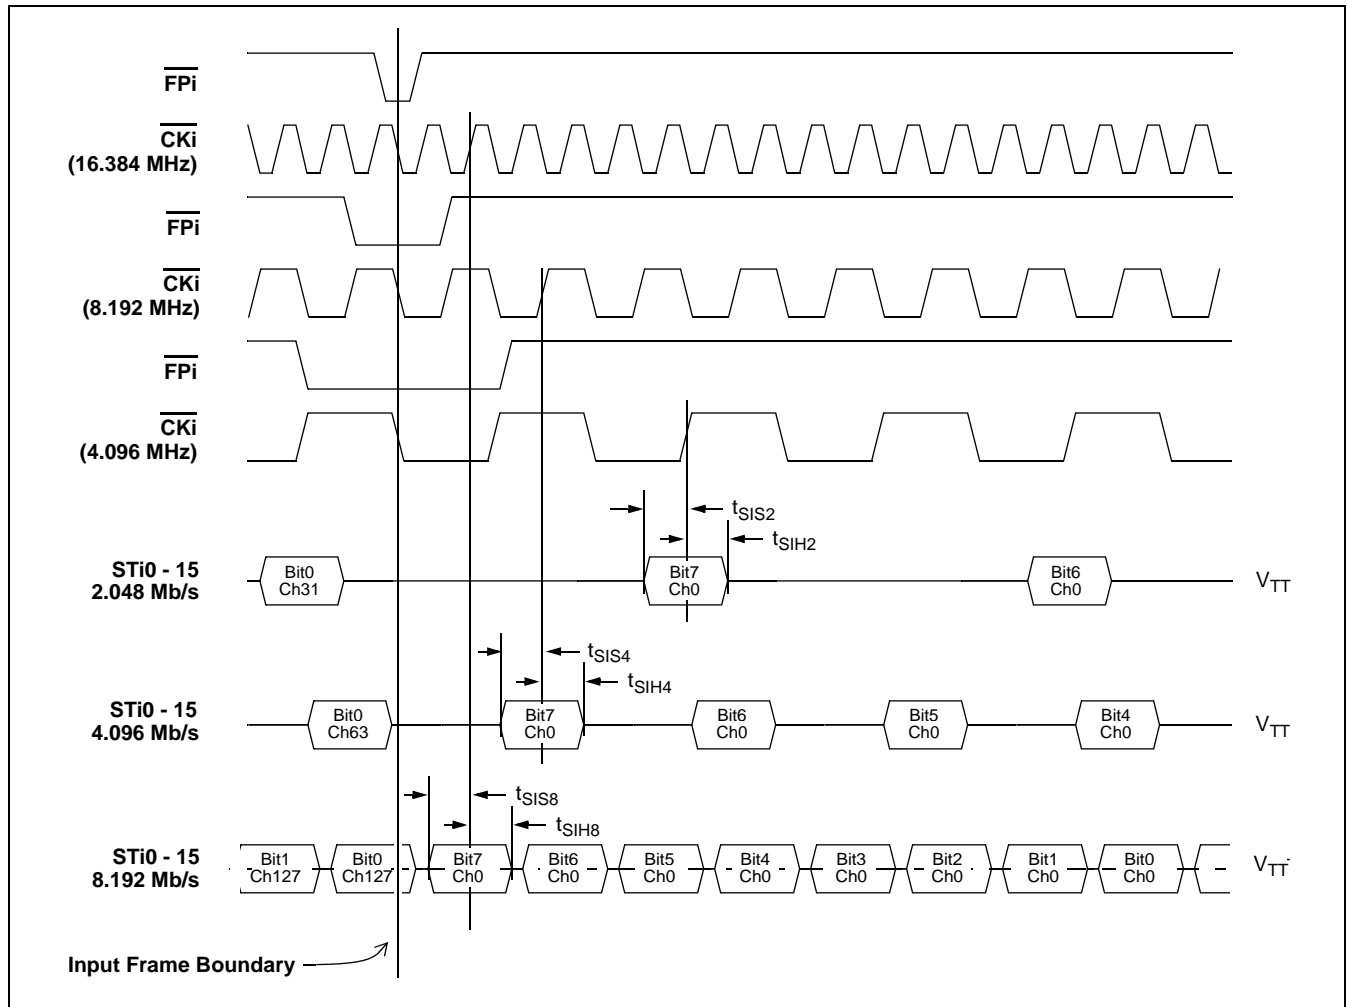 FPi
CKi
(16.384 MHz)
FPi
CKi
(8.192 MHz)
FPi
CKi
(4.096 MHz)
tSIS2
tSIH2
STi0 - 15
2.048 Mb/s
Bit0
Ch31
Bit7
Ch0
Bit6
Ch0
VTT
tSIS4
tSIH4
STi0 - 15
4.096 Mb/s
Bit0
Ch63
Bit7
Ch0
Bit6
Ch0
Bit5
Ch0
Bit4
Ch0
VTT
tSIS8
tSIH8
STi0 - 15
8.192 Mb/s
Bit1
Ch127
Bit0
Ch127
Bit7
Ch0
Bit6
Ch0
Bit5
Ch0
Bit4
Ch0
Bit3
Ch0
Bit2
Ch0
Bit1
Ch0
Bit0
Ch0
VTT
Input Frame Boundary